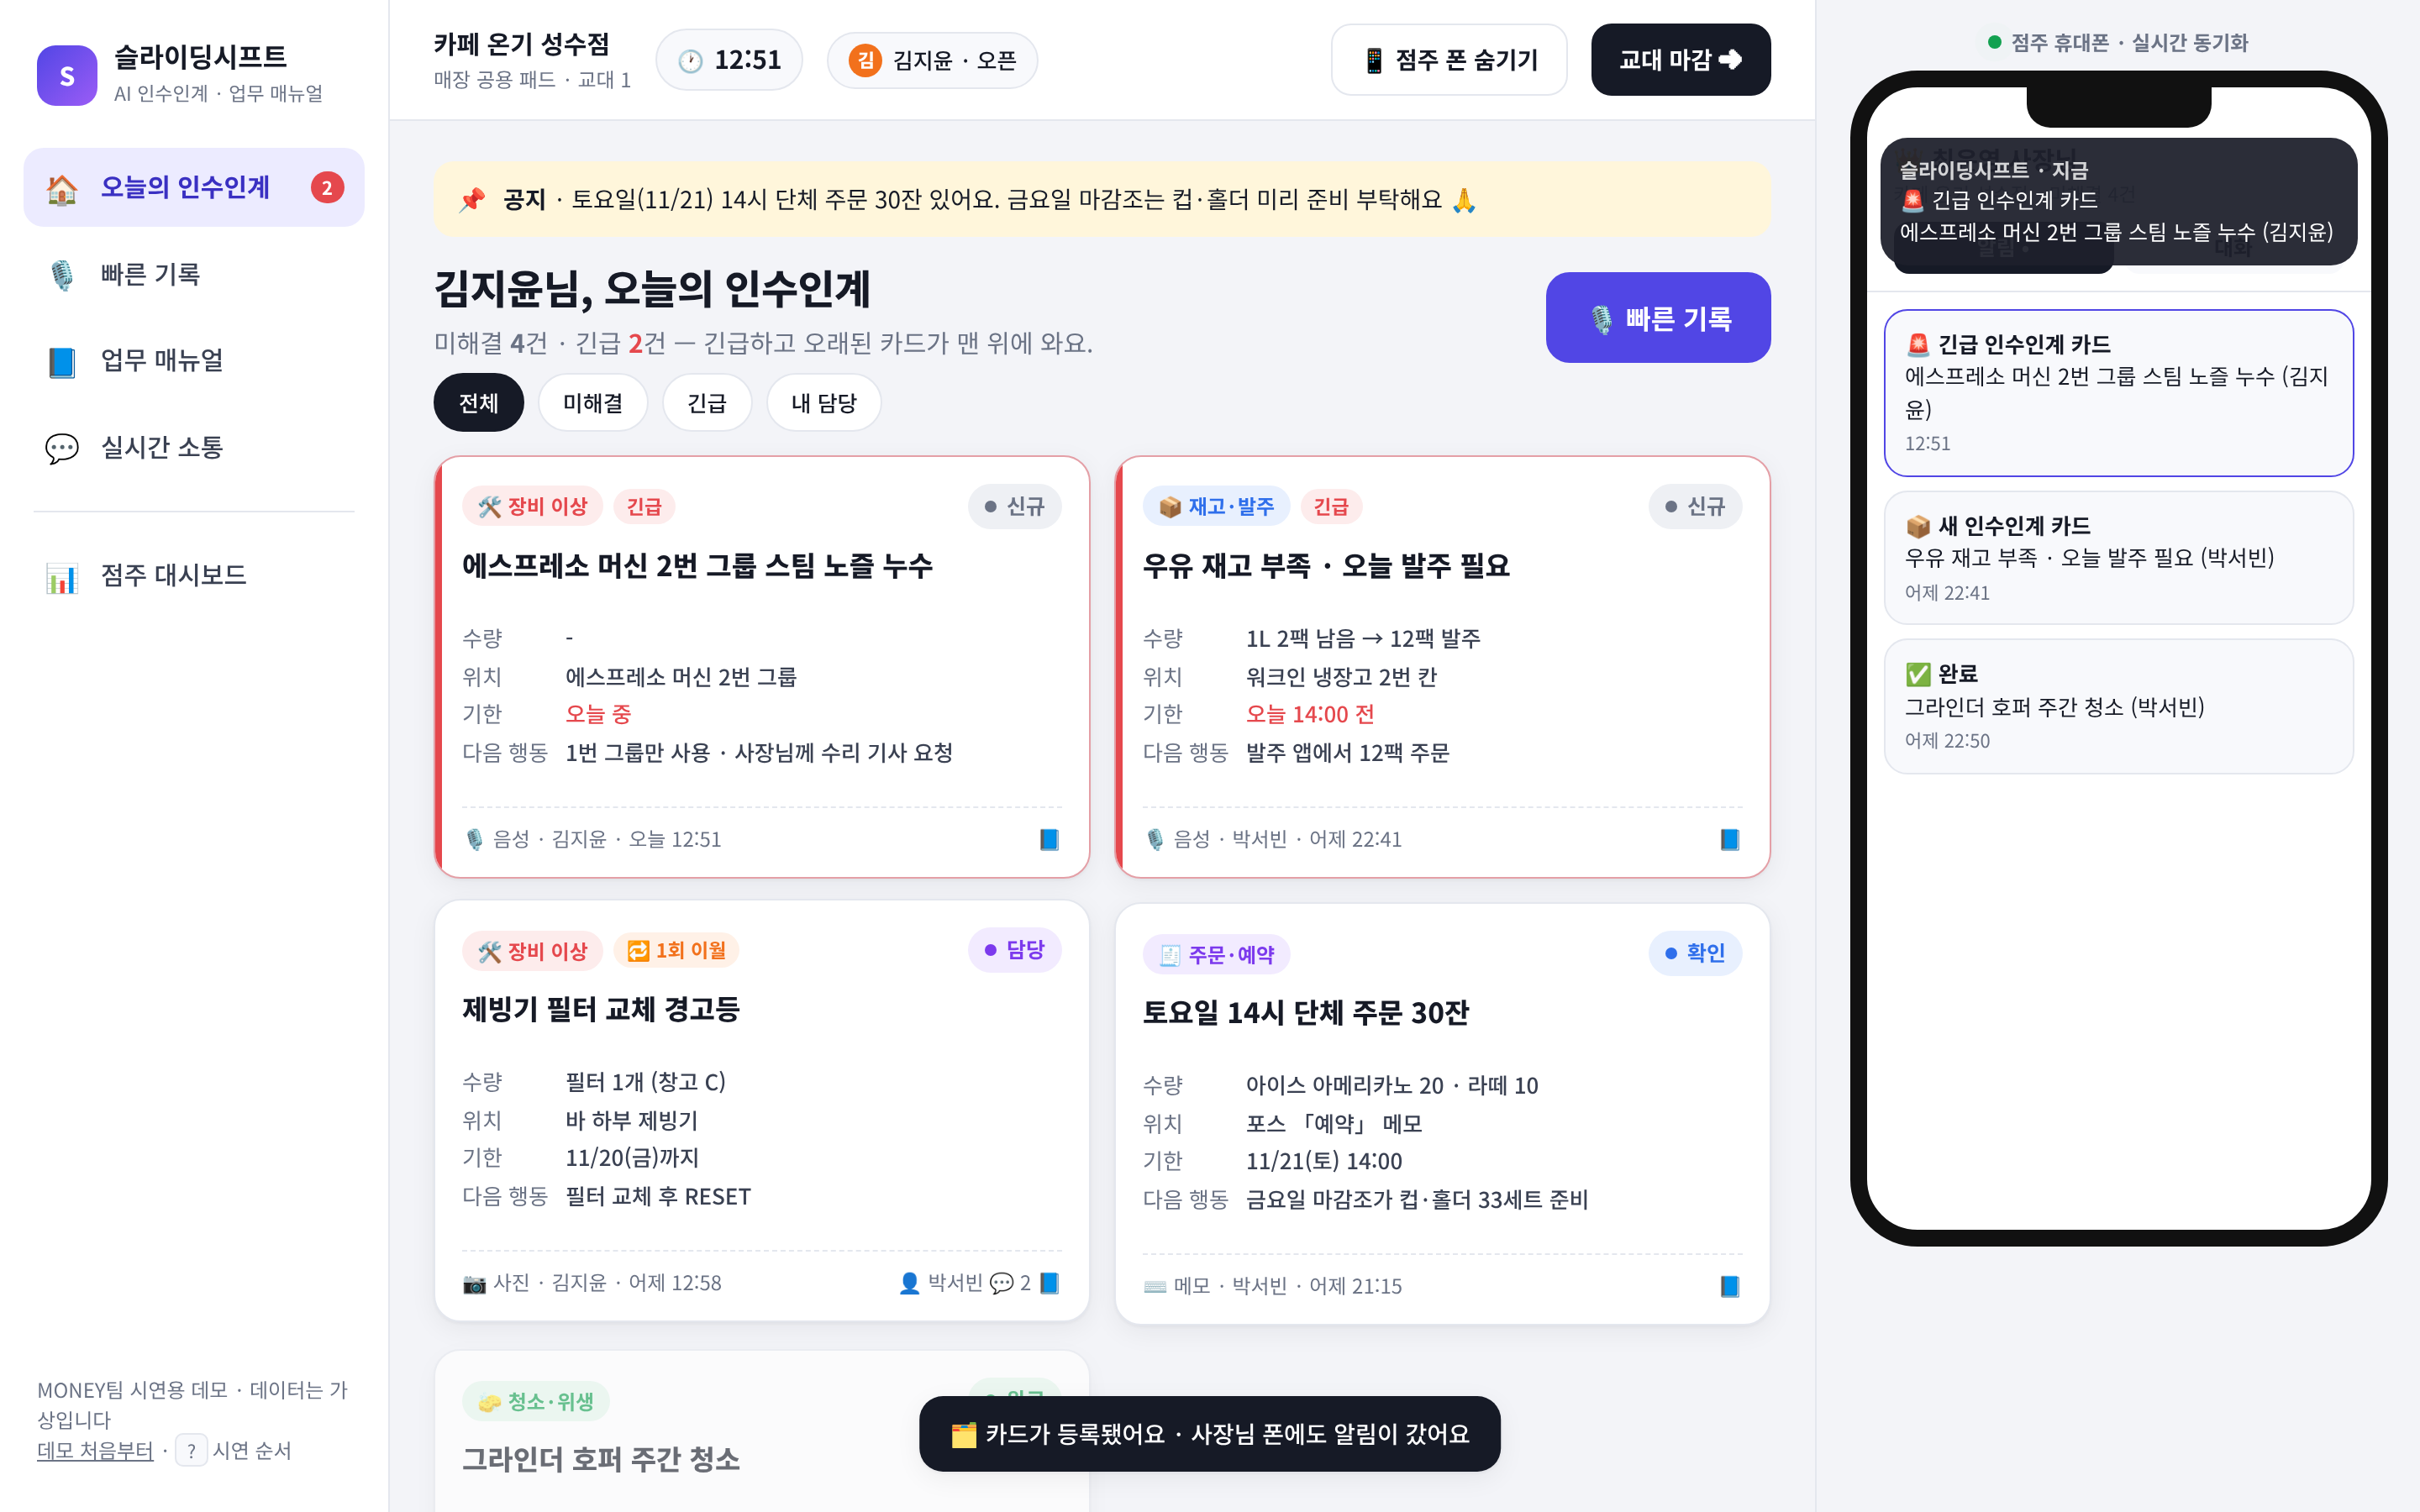 S
슬라이딩시프트
AI 인수인계 · 업무 매뉴얼
🏠 오늘의 인수인계 2
🎙️ 빠른 기록
📘 업무 매뉴얼
💬 실시간 소통
📊 점주 대시보드
MONEY팀 시연용 데모 · 데이터는 가
상입니다
데모 처음부터 · ? 시연 순서
카페 온기 성수점
매장 공용 패드 · 교대 1
🕐 12:51
김 김지윤 · 오픈
📱 점주 폰 숨기기
교대 마감 ➜
📌 공지 · 토요일(11/21) 14시 단체 주문 30잔 있어요. 금요일 마감조는 컵·홀더 미리 준비 부탁해요 🙏
김지윤님, 오늘의 인수인계
미해결 4건 · 긴급 2건 — 긴급하고 오래된 카드가 맨 위에 와요.
🎙️ 빠른 기록
전체 미해결 긴급 내 담당
🛠️ 장비 이상 긴급 신규
에스프레소 머신 2번 그룹 스팀 노즐 누수
수량 -
위치 에스프레소 머신 2번 그룹
기한 오늘 중
다음 행동 1번 그룹만 사용 · 사장님께 수리 기사 요청
🎙️ 음성 · 김지윤 · 오늘 12:51 📘
📦 재고·발주 긴급 신규
우유 재고 부족 · 오늘 발주 필요
수량 1L 2팩 남음 → 12팩 발주
위치 워크인 냉장고 2번 칸
기한 오늘 14:00 전
다음 행동 발주 앱에서 12팩 주문
🎙️ 음성 · 박서빈 · 어제 22:41 📘
🛠️ 장비 이상 🔁 1회 이월 담당
제빙기 필터 교체 경고등
수량 필터 1개 (창고 C)
위치 바 하부 제빙기
기한 11/20(금)까지
다음 행동 필터 교체 후 RESET
📷 사진 · 김지윤 · 어제 12:58 👤 박서빈 💬 2 📘
🧾 주문·예약 확인
토요일 14시 단체 주문 30잔
수량 아이스 아메리카노 20 · 라떼 10
위치 포스 「예약」 메모
기한 11/21(토) 14:00
다음 행동 금요일 마감조가 컵·홀더 33세트 준비
⌨️ 메모 · 박서빈 · 어제 21:15 📘
🧽 청소·위생
그라인더 호퍼 주간 청소
🗂️ 카드가 등록됐어요 · 사장님 폰에도 알림이 갔어요
점주 휴대폰 · 실시간 동기화
슬라이딩시프트 · 지금
🚨 긴급 인수인계 카드
에스프레소 머신 2번 그룹 스팀 노즐 누수 (김지윤)
알림 대화
🚨 긴급 인수인계 카드
에스프레소 머신 2번 그룹 스팀 노즐 누수 (김지
윤)
12:51
📦 새 인수인계 카드
우유 재고 부족 · 오늘 발주 필요 (박서빈)
어제 22:41
✅ 완료
그라인더 호퍼 주간 청소 (박서빈)
어제 22:50